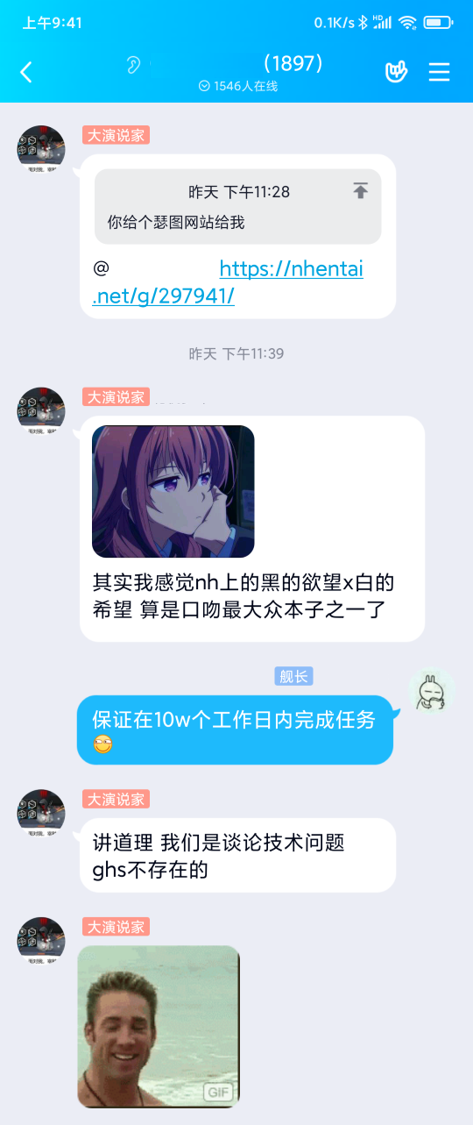 上午9:41
0.1K/s
HD
（1897）
1546人在线
大演说家
昨天 下午11:28
你给个瑟图网站给我
@ https://nhentai
.net/g/297941/
昨天 下午11:39
大演说家
其实我感觉nh上的黑的欲望x白的
希望 算是口吻最大众本子之一了
舰长
保证在10w个工作日内完成任务
大演说家
讲道理 我们是谈论技术问题
ghs不存在的
大演说家
GIF